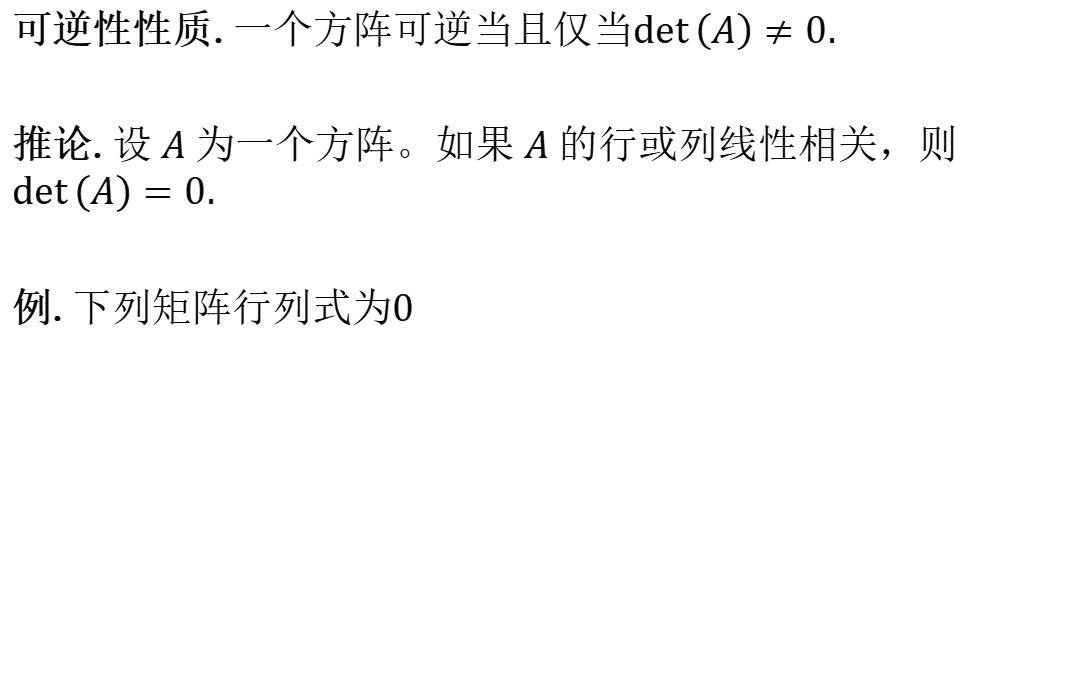 可逆性性质. 一个方阵可逆当且仅当det (A) ≠ 0.
推论. 设 A 为一个方阵。如果 A 的行或列线性相关，则
det (A) = 0.
例. 下列矩阵行列式为0